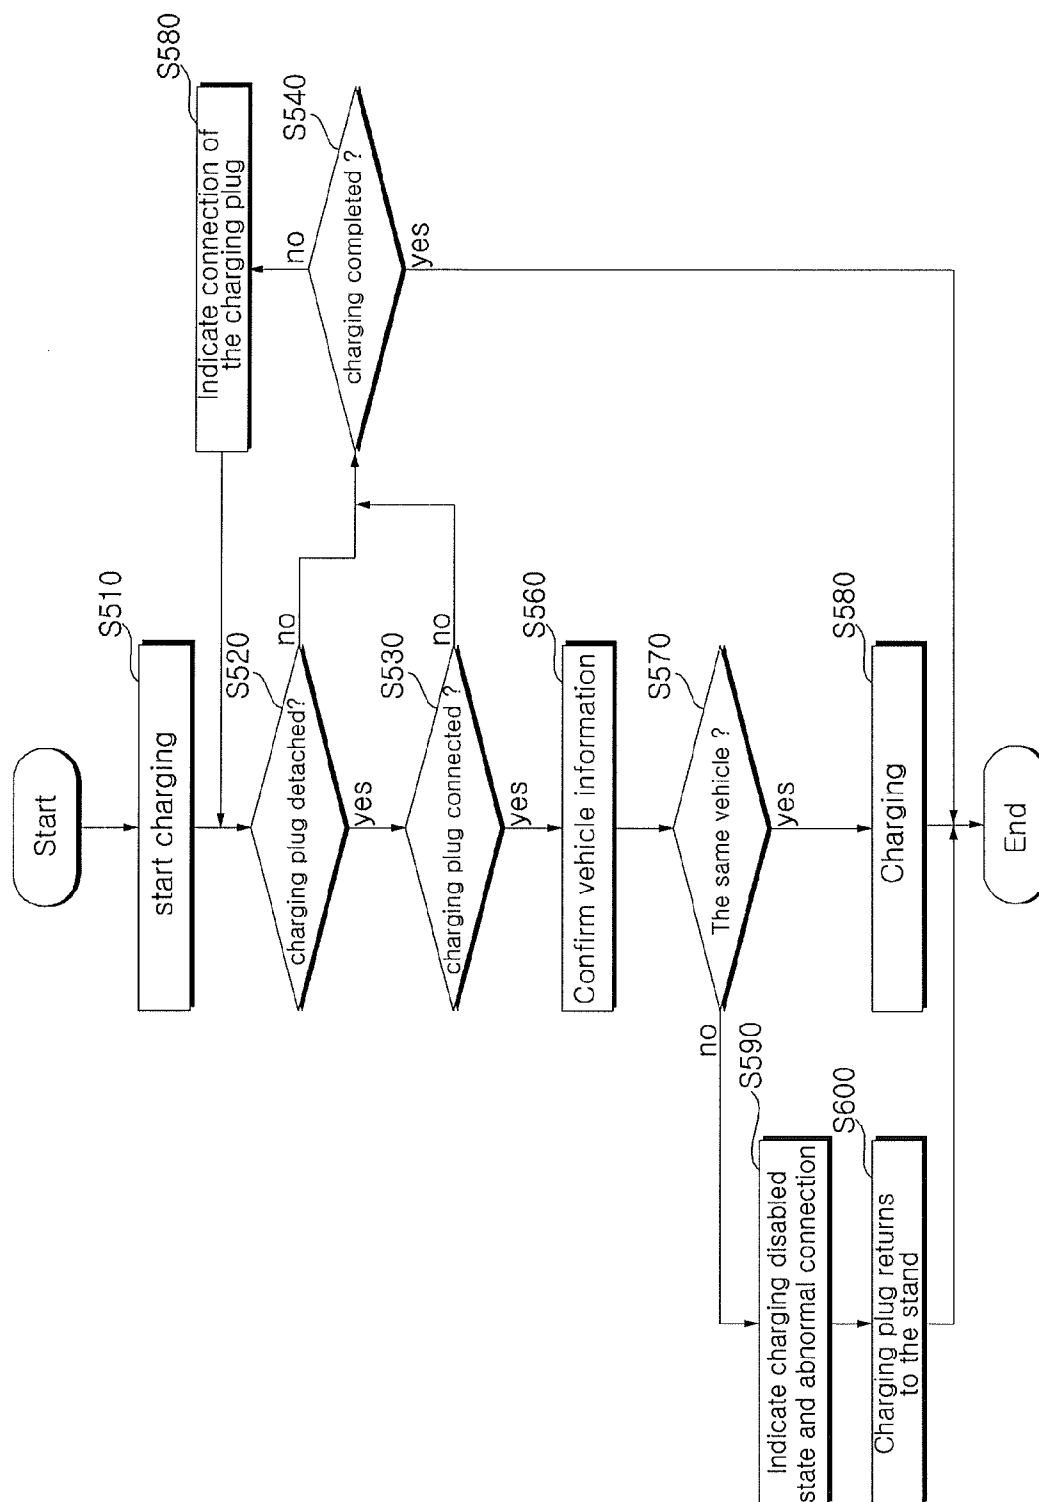 Start
S510
start charging
S520
charging plug detached?
no
yes
S530
charging plug connected ?
no
yes
S560
Confirm vehicle information
S570
The same vehicle ?
no
yes
S580
Charging
End
S580
Indicate connection of
the charging plug
S540
charging completed ?
no
yes
S590
Indicate charging disabled
state and abnormal connection
S600
Charging plug returns
to the stand